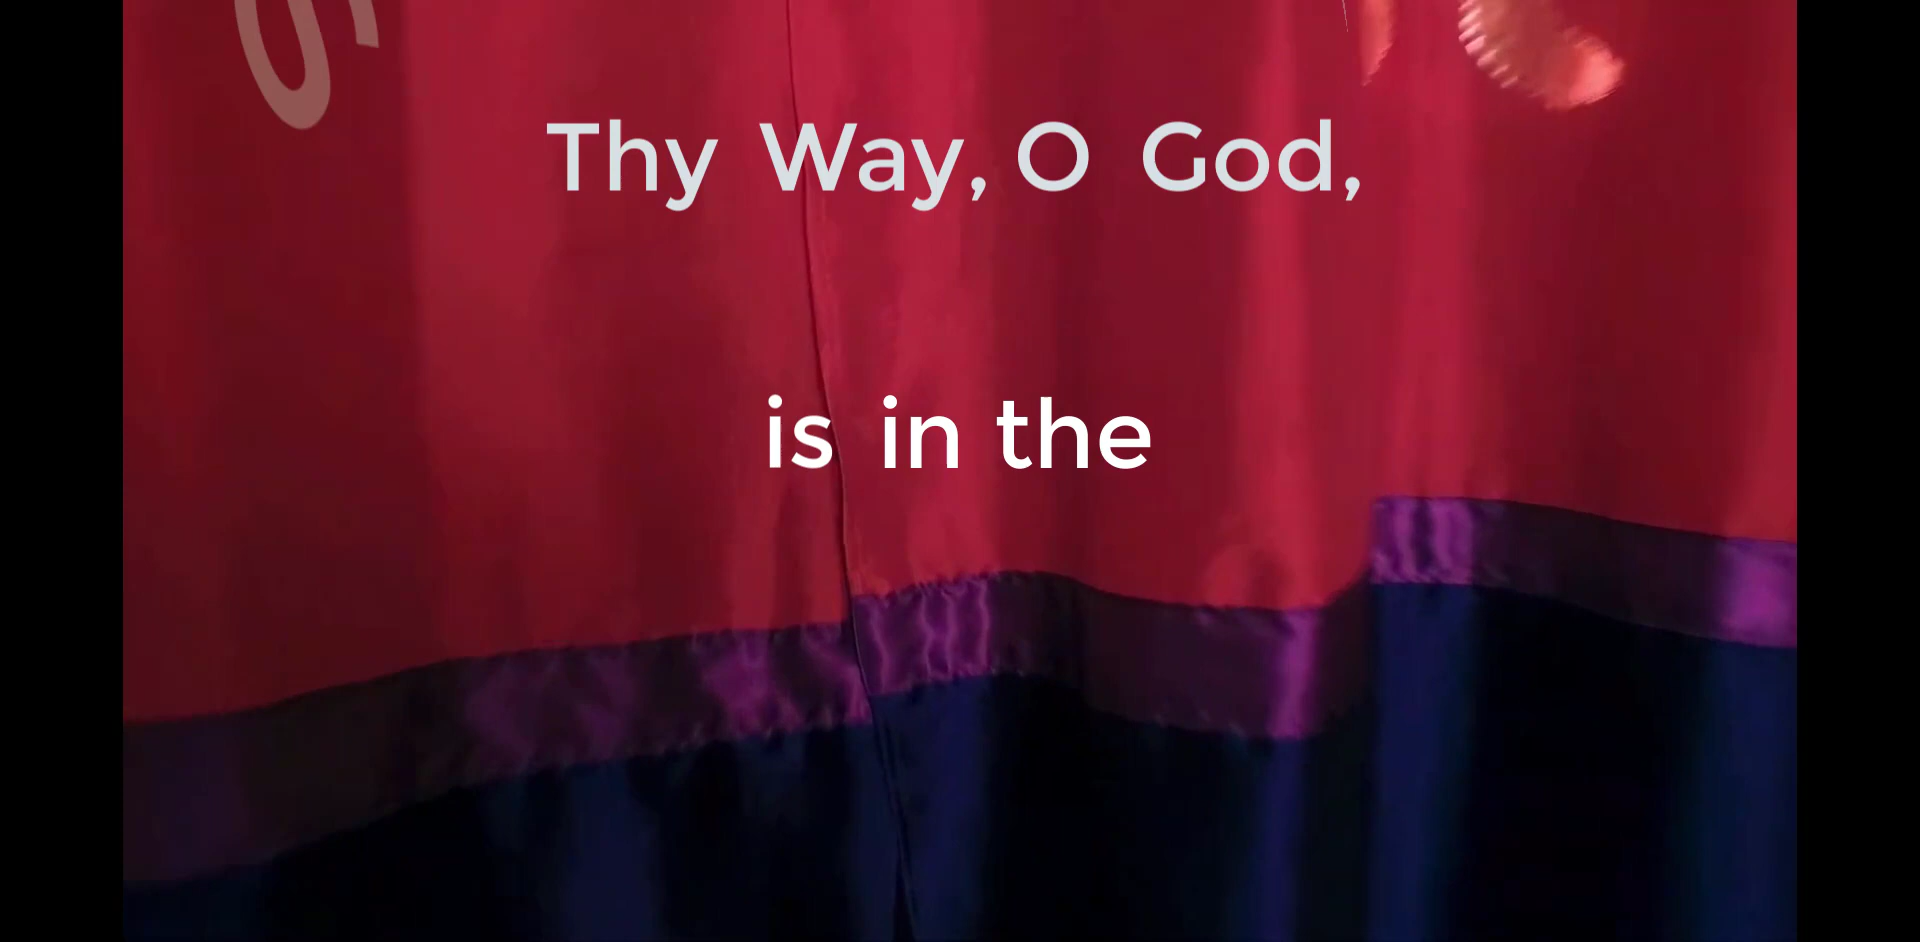 Thy Way, O God,
is in the